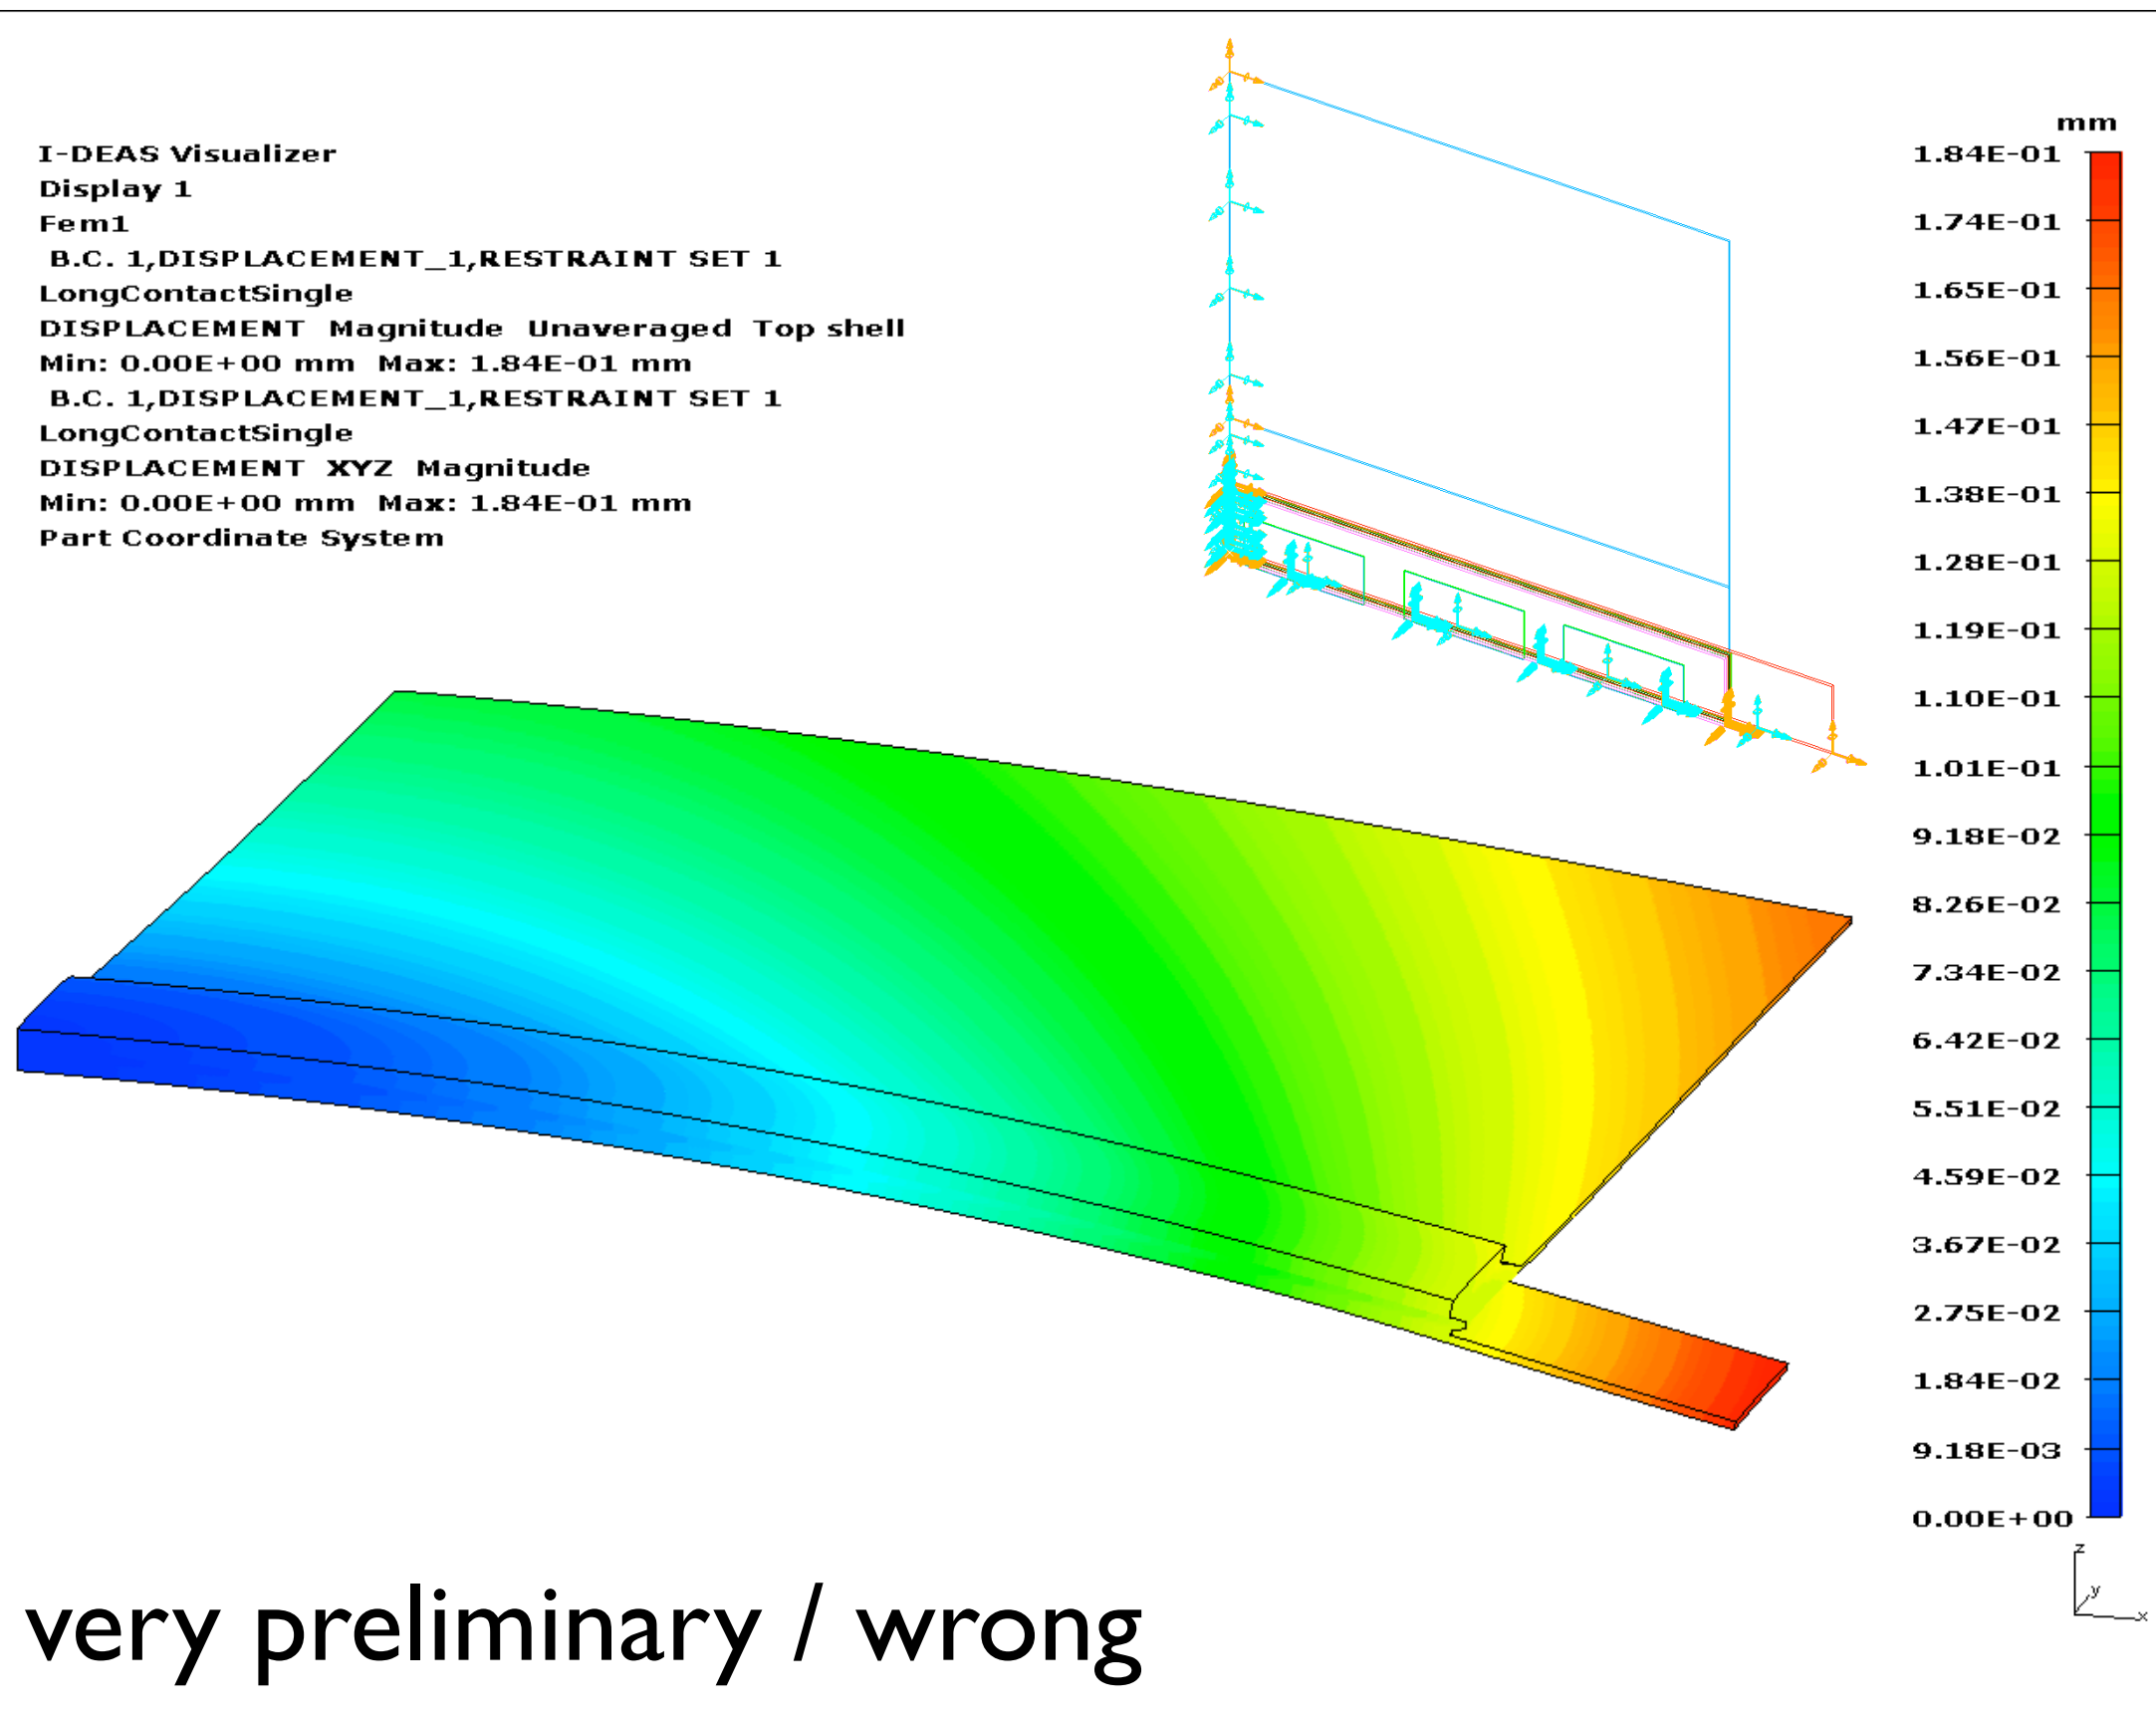 I-DEAS Visualizer
Display 1
Fem1
B.C. 1,DISPLACEMENT_1,RESTRAINT SET 1
LongContactSingle
DISPLACEMENT Magnitude Unaveraged Top shell
Min: 0.00E+00 mm Max: 1.84E-01 mm
B.C. 1,DISPLACEMENT_1,RESTRAINT SET 1
LongContactSingle
DISPLACEMENT XYZ Magnitude
Min: 0.00E+00 mm Max: 1.84E-01 mm
Part Coordinate System
mm
1.84E-01
1.74E-01
1.65E-01
1.56E-01
1.47E-01
1.38E-01
1.28E-01
1.19E-01
1.10E-01
1.01E-01
9.18E-02
8.26E-02
7.34E-02
6.42E-02
5.51E-02
4.59E-02
3.67E-02
2.75E-02
1.84E-02
9.18E-03
0.00E+00
z
y
x
very preliminary / wrong